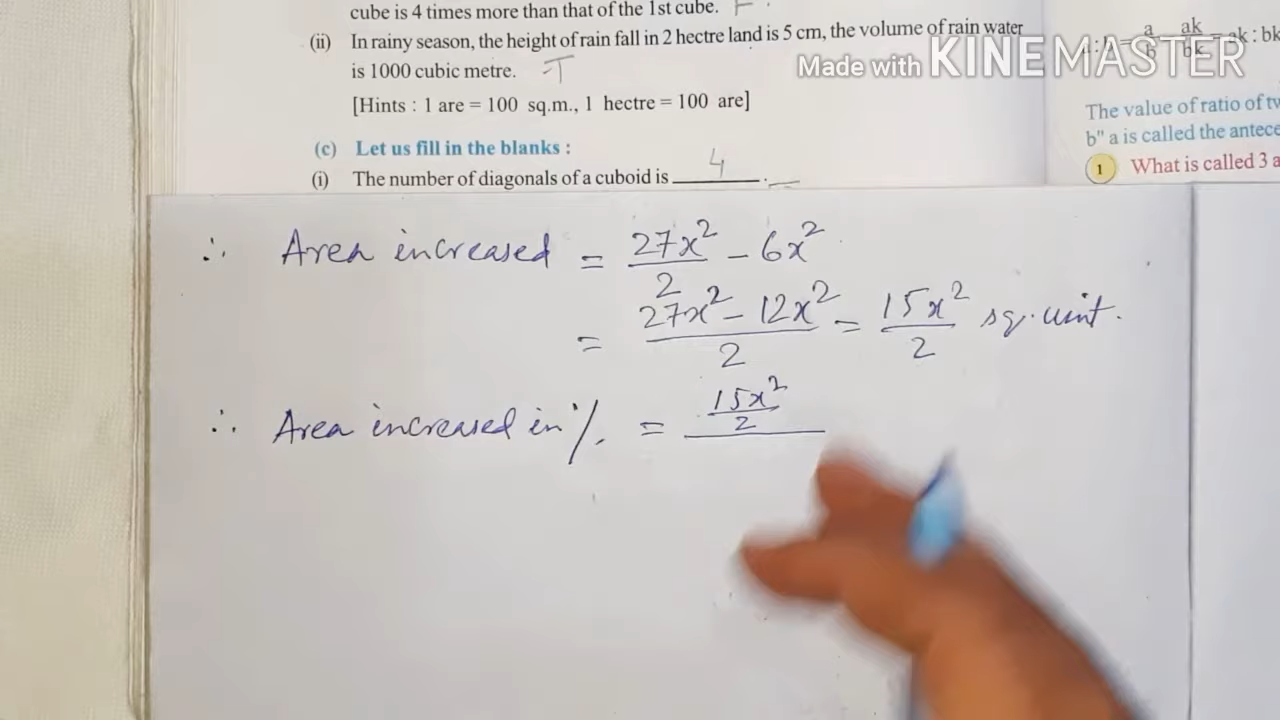 cube is 4 times more than that of the 1st cube. F
(ii) In rainy season, the height of rain fall in 2 hectre land is 5 cm, the volume of rain water
is 1000 cubic metre. -T
[Hints : 1 are = 100 sq.m., 1 hectre = 100 are]
(c) Let us fill in the blanks :
(i) The number of diagonals of a cuboid is 4.
Made with KINEMASTER
= a/b = ak/bk = ak : bk
The value of ratio of tw
b" a is called the antece
1 What is called 3 a
∴ Area increased = 27x²/2 - 6x²
= 27x² - 12x²/2 = 15x²/2 sq. unit.
∴ Area increased in % = 15x²/2